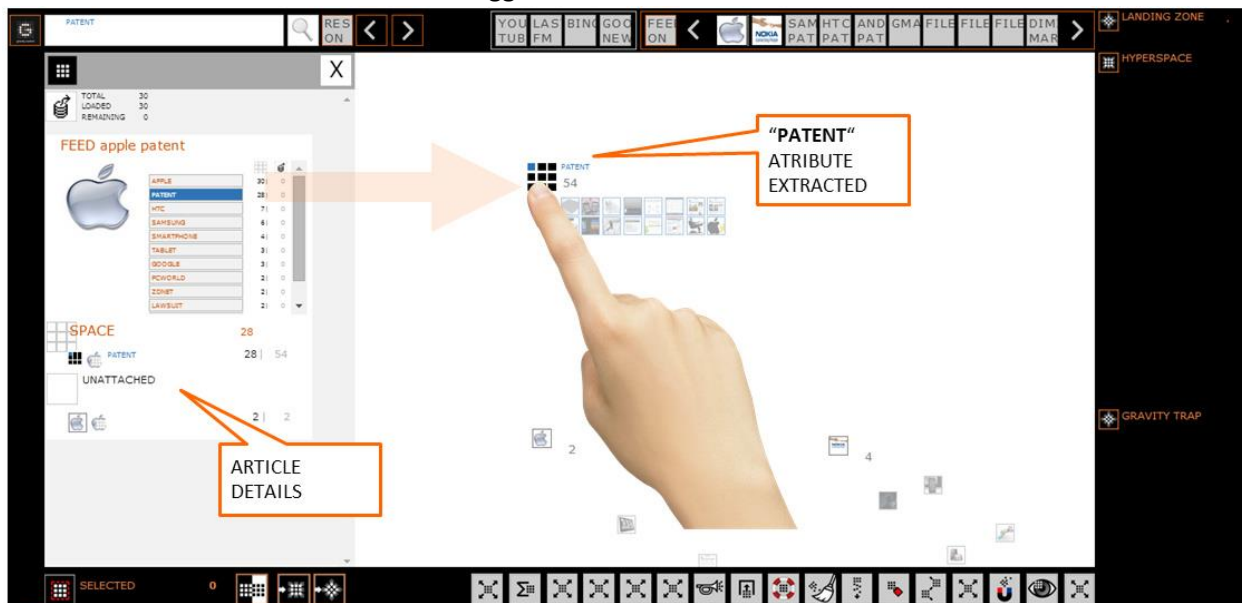 PATENT
RES
ON
YOU LAS BING GOO
TUB FM NEW
FEE
ON
NOKIA
SAM HTC AND GMA FILE FILE FILE DIM
PAT PAT PAT MAR
LANDING ZONE
HYPERSPACE
X
TOTAL 30
LOADED 30
REMAINING 0
FEED apple patent
APPLE 30| 0
PATENT 28| 0
HTC 7| 0
SAMSUNG 6| 0
SMARTPHONE 4| 0
TABLET 3| 0
GOOGLE 3| 0
PCWORLD 2| 0
ZDNET 2| 0
LAWSUIT 2| 0
SPACE 28
PATENT 28| 54
UNATTACHED
2| 2
ARTICLE
DETAILS
PATENT
54
"PATENT"
ATRIBUTE
EXTRACTED
2
4
GRAVITY TRAP
SELECTED 0